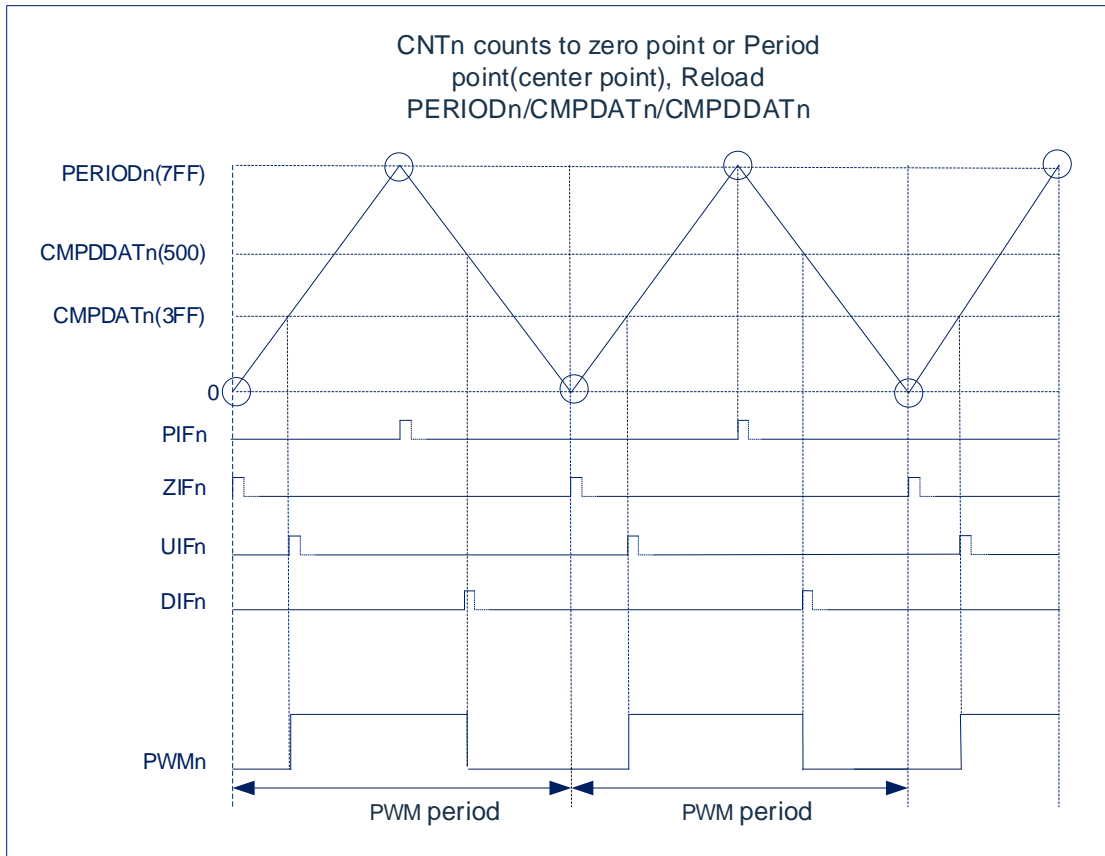 CNTn counts to zero point or Period
point(center point), Reload
PERIODn/CMPDATn/CMPDDATn
PERIODn(7FF)
CMPDDATn(500)
CMPDATn(3FF)
0
PIFn
ZIFn
UIFn
DIFn
PWMn
PWM period
PWM period